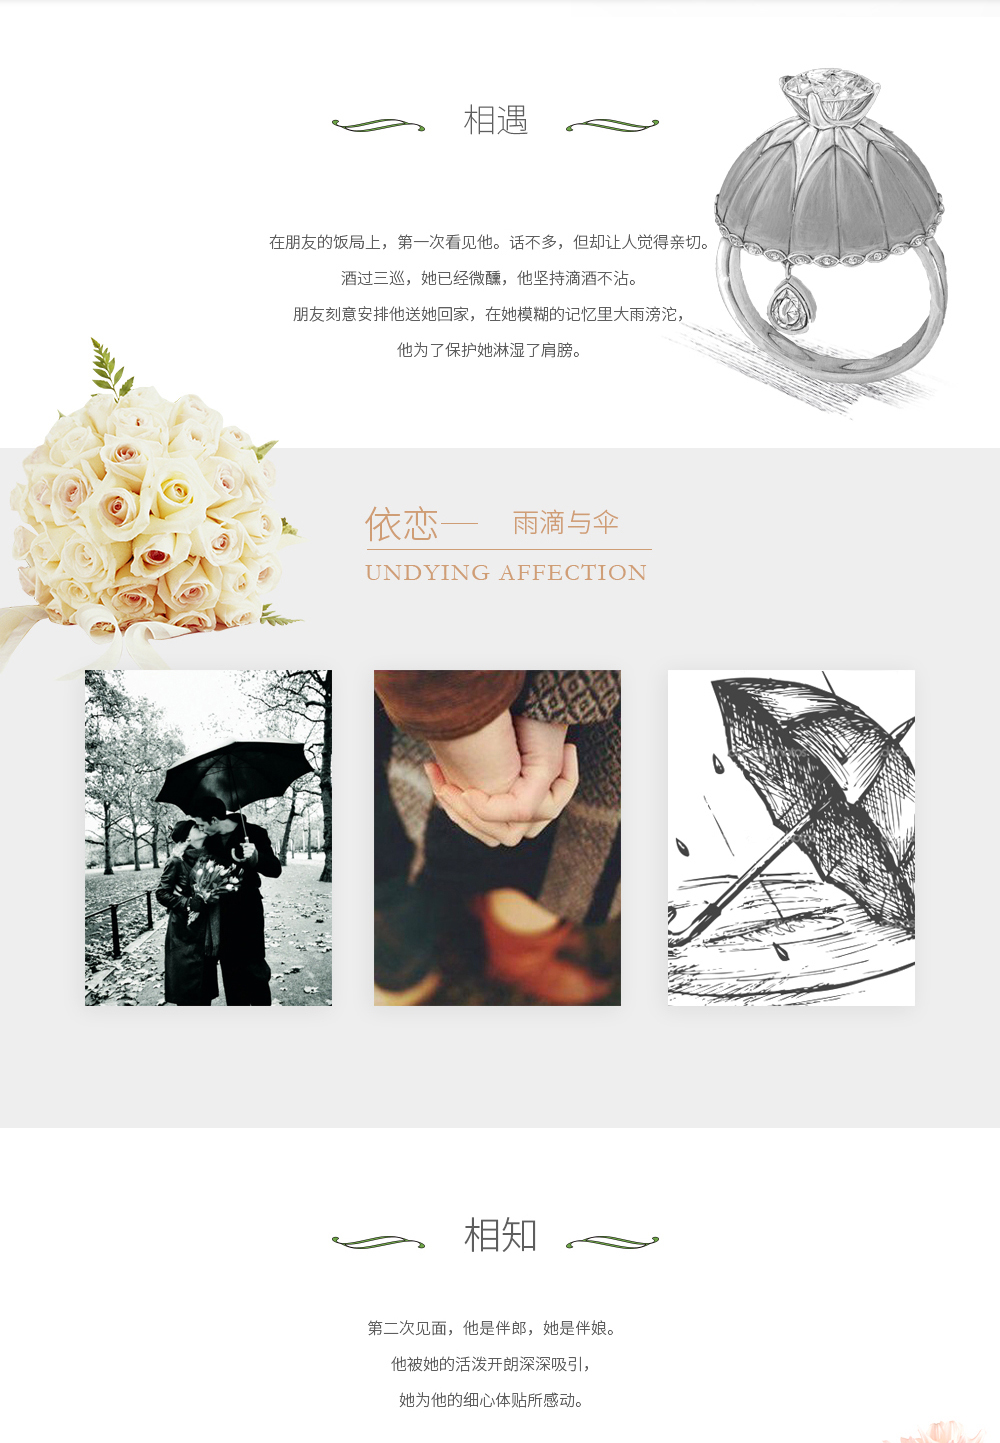 相遇
在朋友的饭局上，第一次看见他。话不多，但却让人觉得亲切。
酒过三巡，她已经微醺，他坚持滴酒不沾。
朋友刻意安排他送她回家，在她模糊的记忆里大雨滂沱，
他为了保护她淋湿了肩膀。
依恋— 雨滴与伞
UNDYING AFFECTION
相知
第二次见面，他是伴郎，她是伴娘。
他被她的活泼开朗深深吸引，
她为他的细心体贴所感动。